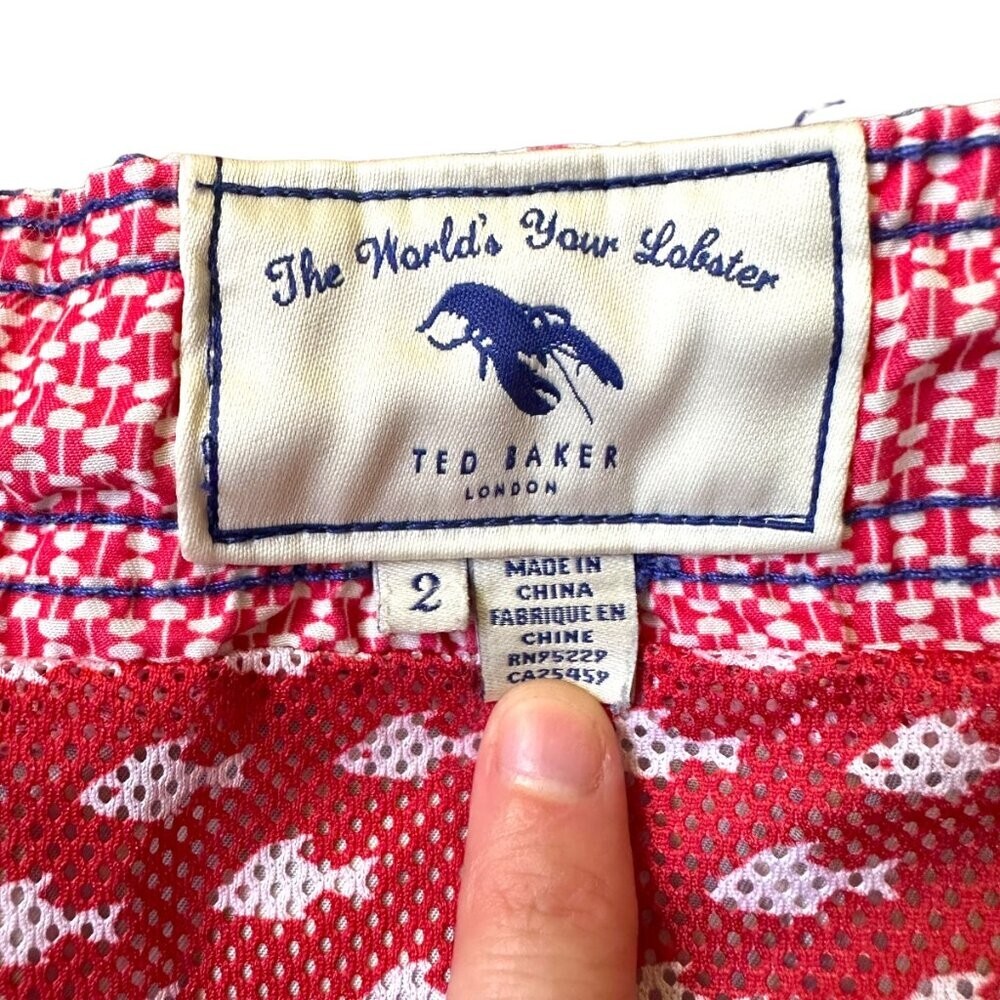 The World's Your Lobster
TED BAKER
LONDON
2
MADE IN
CHINA
FABRIQUE EN
CHINE
RN95229
CA25459